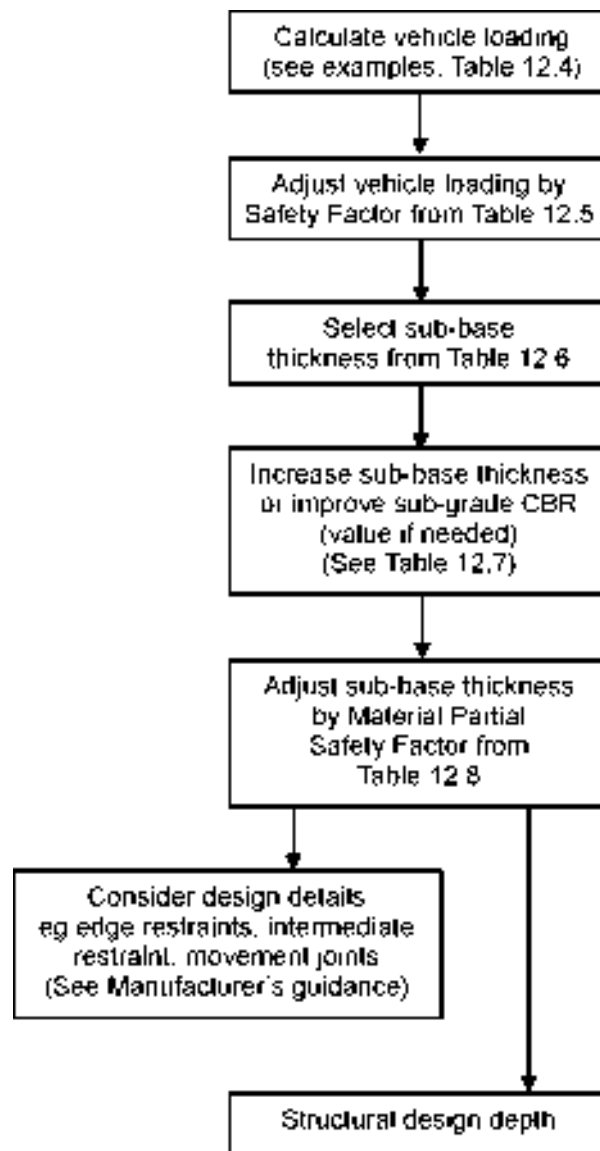 Calculate vehicle loading
(see examples, Table 12.4)
Adjust vehicle loading by
Safety Factor from Table 12.5
Select sub-base
thickness from Table 12.6
Increase sub-base thickness
or improve sub-grade CBR
(value if needed)
(See Table 12.7)
Adjust sub-base thickness
by Material Partial
Safety Factor from
Table 12.8
Consider design details
eg edge restraints, intermediate
restraint, movement joints
(See Manufacturer's guidance)
Structural design depth